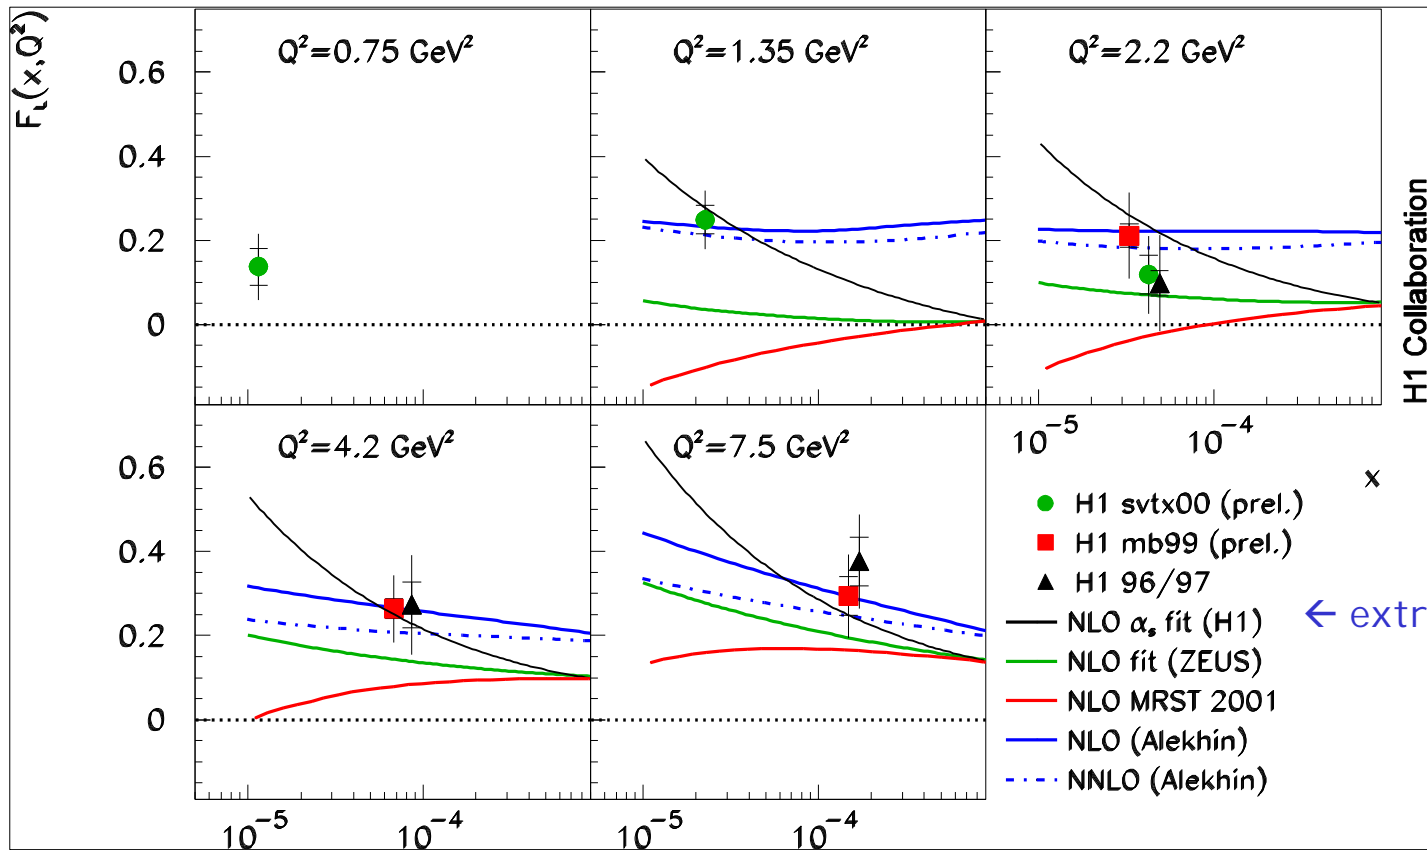 F_L(x,Q²)
Q²=0.75 GeV²
Q²=1.35 GeV²
Q²=2.2 GeV²
0.6
0.4
0.2
0
H1 Collaboration
10⁻⁵ 10⁻⁴
x
Q²=4.2 GeV²
Q²=7.5 GeV²
0.6
0.4
0.2
0
10⁻⁵ 10⁻⁴
10⁻⁵ 10⁻⁴
H1 svtx00 (prel.)
H1 mb99 (prel.)
H1 96/97
NLO αₛ fit (H1)
← extr
NLO fit (ZEUS)
NLO MRST 2001
NLO (Alekhin)
NNLO (Alekhin)